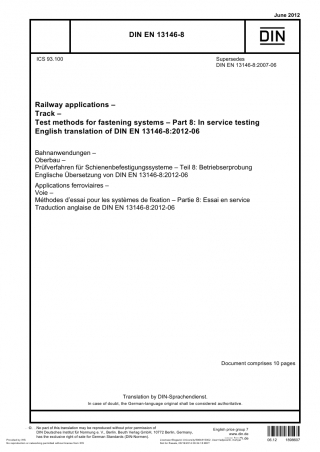 June 2012
DIN EN 13146-8
DIN
ICS 93.100
Supersedes
DIN EN 13146-8:2007-06
Railway applications –
Track –
Test methods for fastening systems – Part 8: In service testing
English translation of DIN EN 13146-8:2012-06
Bahnanwendungen –
Oberbau –
Prüfverfahren für Schienenbefestigungssysteme – Teil 8: Betriebserprobung
Englische Übersetzung von DIN EN 13146-8:2012-06
Applications ferroviaires –
Voie –
Méthodes d'essai pour les systèmes de fixation – Partie 8: Essai en service
Traduction anglaise de DIN EN 13146-8:2012-06
Document comprises 10 pages
Translation by DIN-Sprachendienst.
In case of doubt, the German-language original shall be considered authoritative.
© No part of this translation may be reproduced without prior permission of
DIN Deutsches Institut für Normung e. V., Berlin. Beuth Verlag GmbH, 10772 Berlin, Germany,
has the exclusive right of sale for German Standards (DIN-Normen).
English price group 7
www.din.de